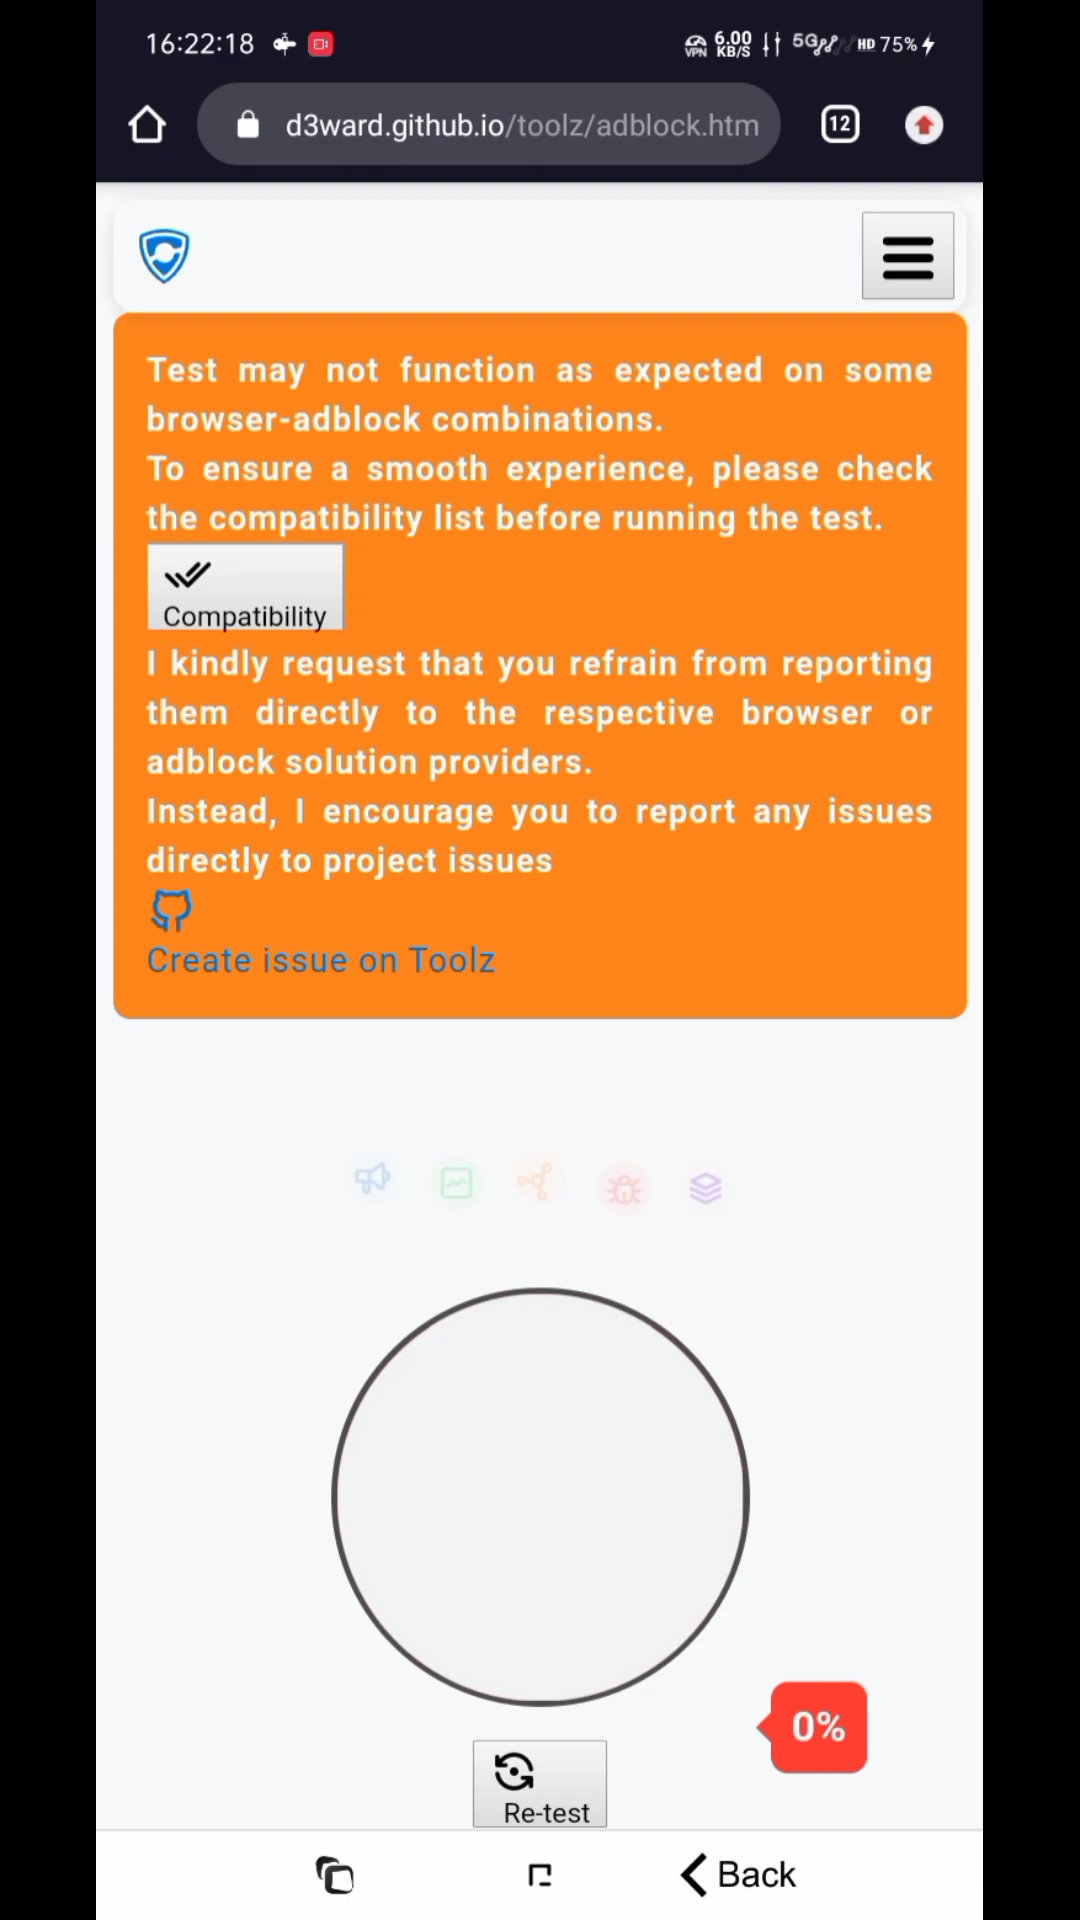 16:22:18 VPN 6.00 KB/S 5G HD 75%
d3ward.github.io/toolz/adblock.htm 12
Test may not function as expected on some
browser-adblock combinations.
To ensure a smooth experience, please check
the compatibility list before running the test.
Compatibility
I kindly request that you refrain from reporting
them directly to the respective browser or
adblock solution providers.
Instead, I encourage you to report any issues
directly to project issues
Create issue on Toolz
0%
Re-test
Back